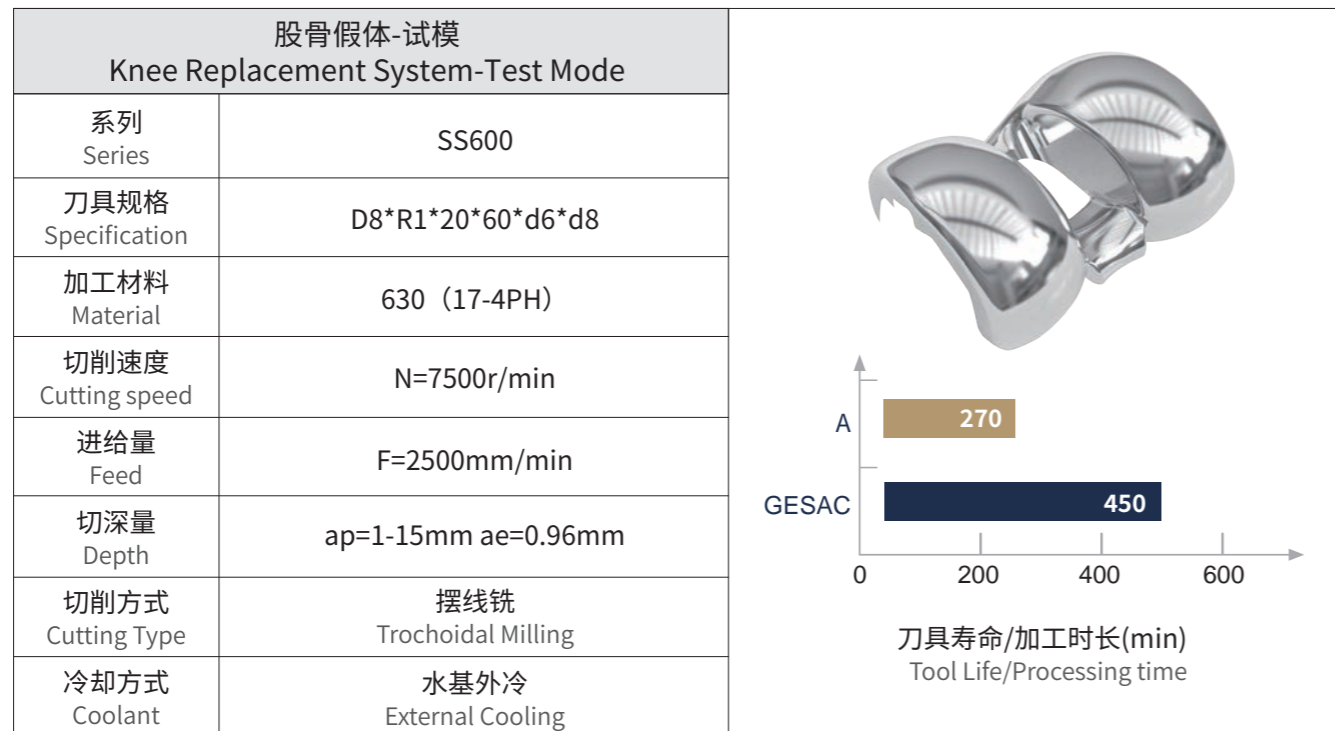 股骨假体-试模
Knee Replacement System-Test Mode
系列
Series
SS600
刀具规格
Specification
D8*R1*20*60*d6*d8
加工材料
Material
630（17-4PH）
切削速度
Cutting speed
N=7500r/min
进给量
Feed
F=2500mm/min
切深量
Depth
ap=1-15mm ae=0.96mm
切削方式
Cutting Type
摆线铣
Trochoidal Milling
冷却方式
Coolant
水基外冷
External Cooling
A
270
GESAC
450
0
200
400
600
刀具寿命/加工时长(min)
Tool Life/Processing time